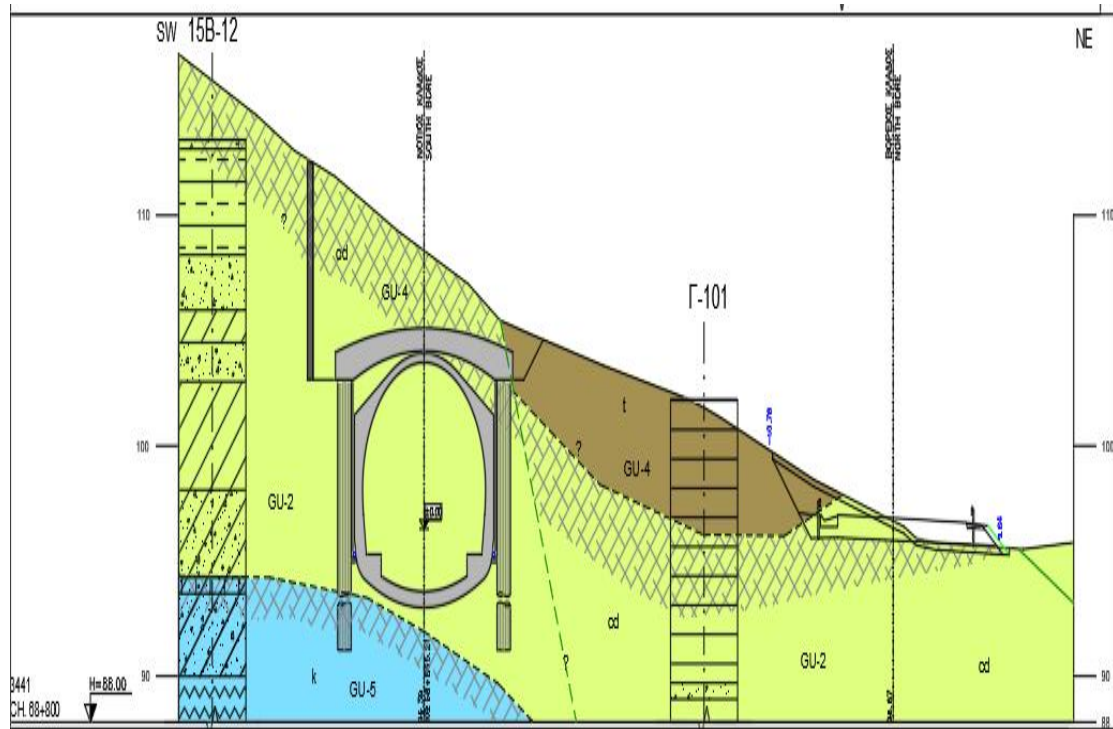 SW 15B-12
NE
ΝΟΤΙΟΣ ΚΛΑΔΟΣ
SOUTH BORE
ΒΟΡΕΙΟΣ ΚΛΑΔΟΣ
NORTH BORE
110
110
?
cd
GU-4
Γ-101
t
100
?
GU-4
100
GU-2
cd
?
GU-2
cd
k
GU-5
90
90
3441
H=88.00
CH. 68+800
88